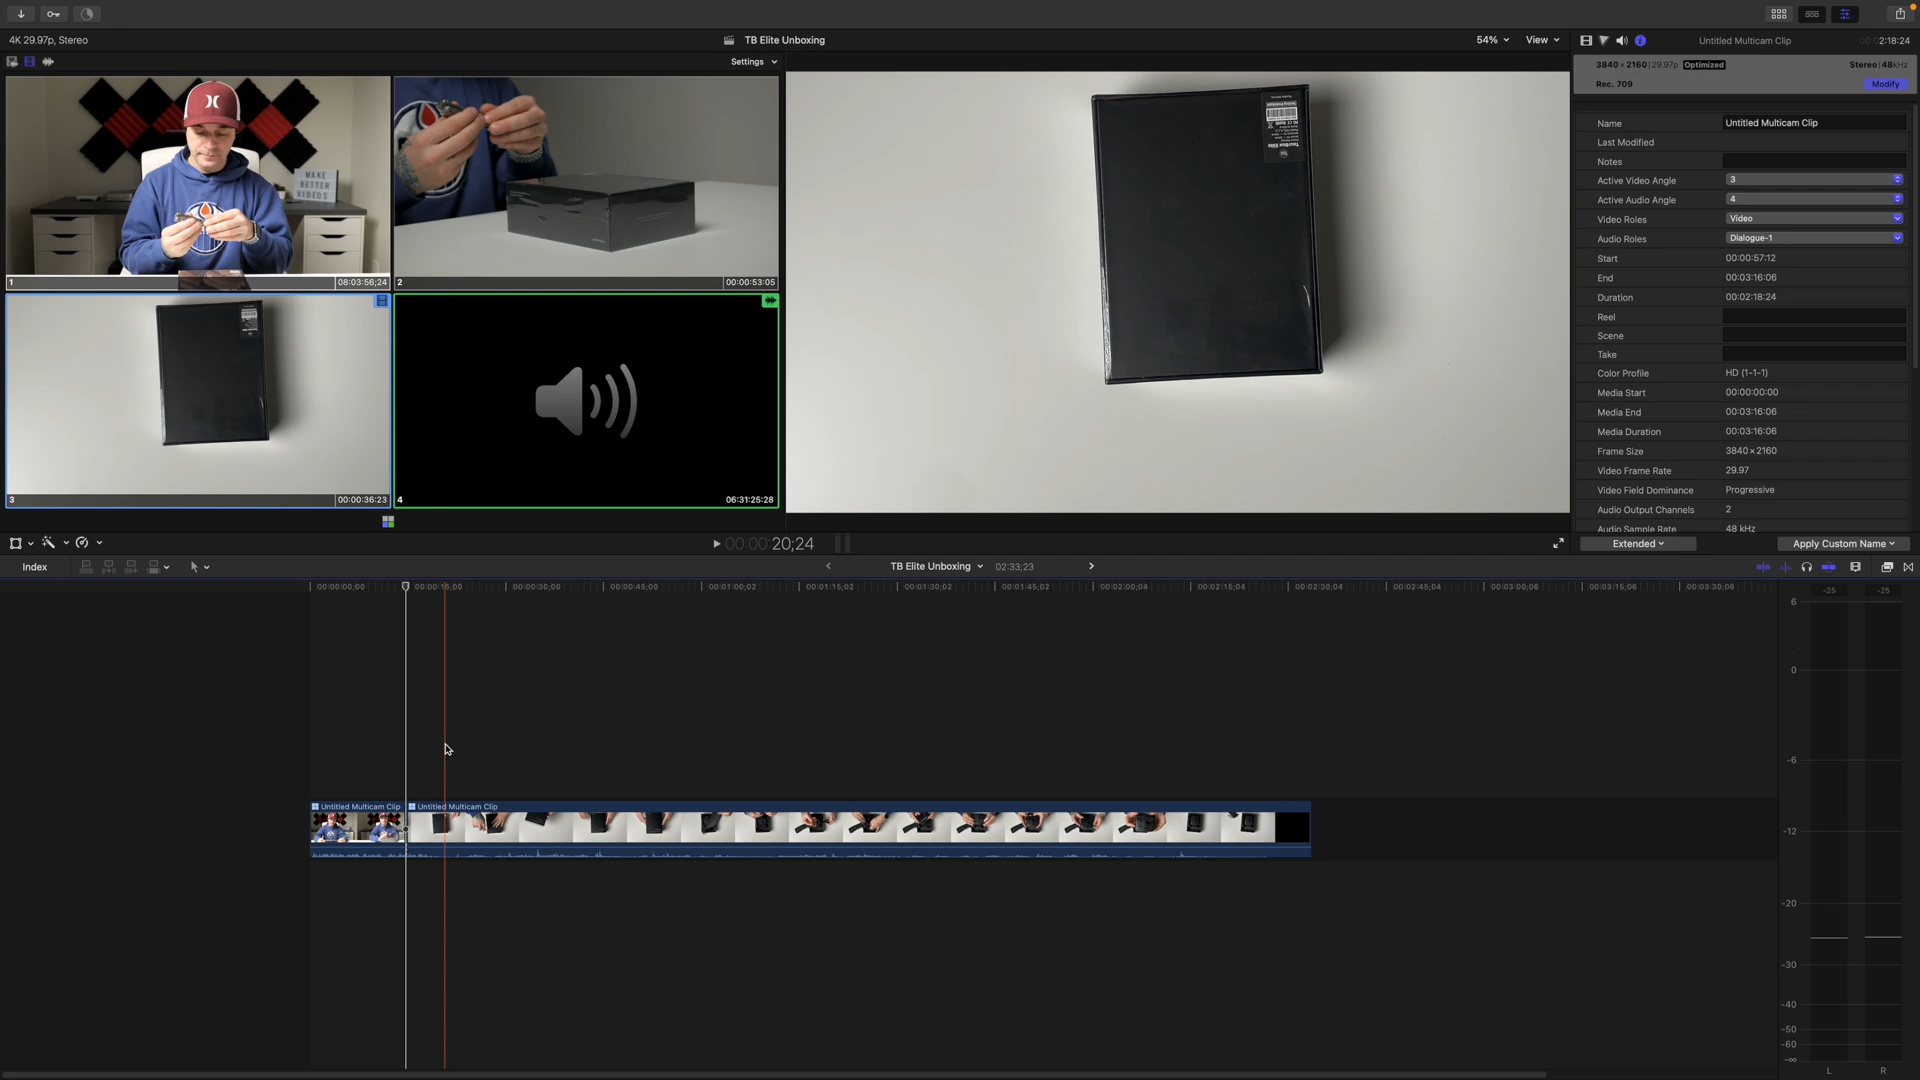 4K 29.97p, Stereo
TB Elite Unboxing
54%
View
Untitled Multicam Clip
00:02:18:24
Settings
3840 × 2160 | 29.97p Optimized
Stereo | 48kHz
Rec. 709
Modify
MAKE
BETTER
VIDEOS
1
08:03:56;24
2
00:00:53:05
3
00:00:36:23
4
06:31:25:28
Name
Untitled Multicam Clip
Last Modified
Notes
Active Video Angle
3
Active Audio Angle
4
Video Roles
Video
Audio Roles
Dialogue-1
Start
00:00:57:12
End
00:03:16:06
Duration
00:02:18:24
Reel
Scene
Take
Color Profile
HD (1-1-1)
Media Start
00:00:00:00
Media End
00:03:16:06
Media Duration
00:03:16:06
Frame Size
3840 × 2160
Video Frame Rate
29.97
Video Field Dominance
Progressive
Audio Output Channels
2
Audio Sample Rate
48 kHz
00:00:20;24
Extended
Apply Custom Name
Index
TB Elite Unboxing
02:33;23
00:00:00;00
00:00:15;00
00:00:30;00
00:00:45;00
00:01:00;02
00:01:15;02
00:01:30;02
00:01:45;02
00:02:00;04
00:02:15;04
00:02:30;04
00:02:45;04
00:03:00;06
00:03:15;06
00:03:30;06
-25
-25
6
0
-6
-12
-20
-30
-40
-50
-60
-∞
L
R
Untitled Multicam Clip
Untitled Multicam Clip